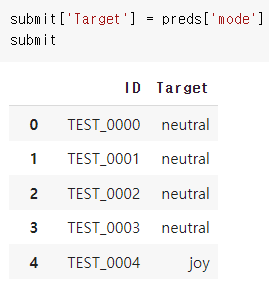 submit['Target'] = preds['mode']
submit
ID Target
0 TEST_0000 neutral
1 TEST_0001 neutral
2 TEST_0002 neutral
3 TEST_0003 neutral
4 TEST_0004 joy